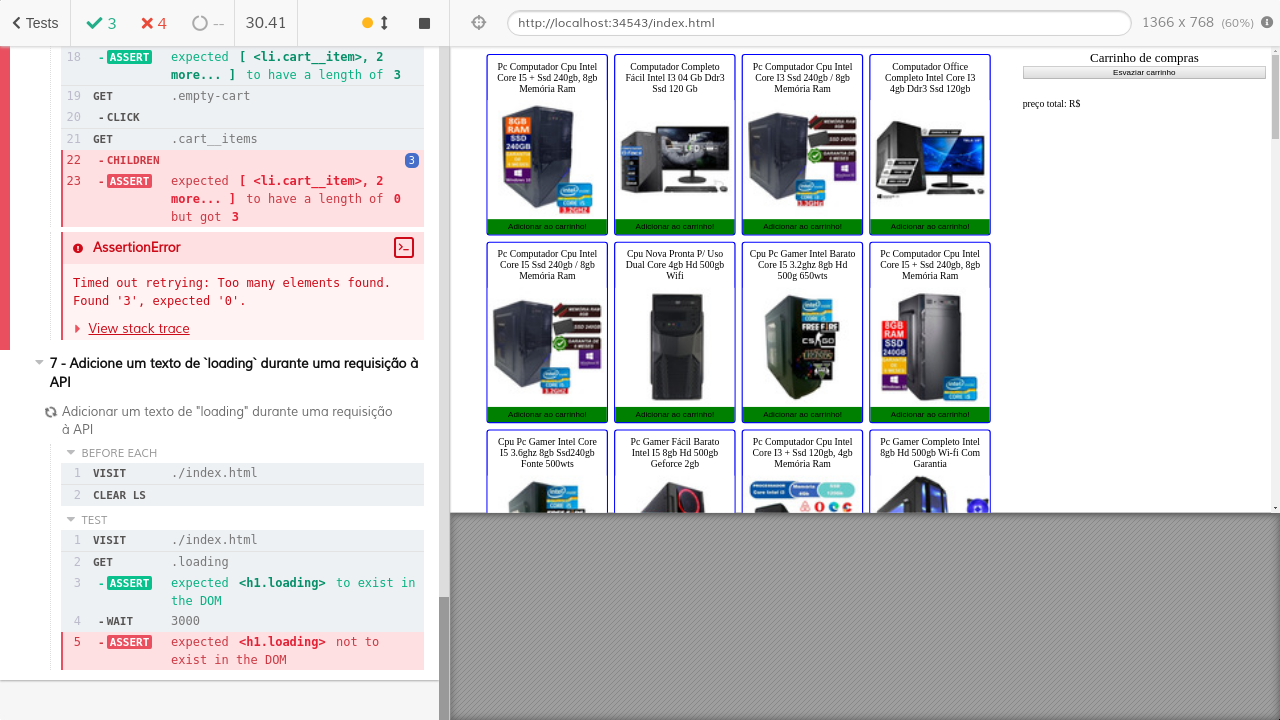 Tests
3
4
--
30.41
http://localhost:34543/index.html
1366 x 768 (60%)
18 -ASSERT expected [ <li.cart__item>, 2
more... ] to have a length of 3
19 GET .empty-cart
20 -CLICK
21 GET .cart__items
22 -CHILDREN 3
23 -ASSERT expected [ <li.cart__item>, 2
more... ] to have a length of 0
but got 3
AssertionError
Timed out retrying: Too many elements found.
Found '3', expected '0'.
View stack trace
7 - Adicione um texto de `loading` durante uma requisição à
API
Adicionar um texto de "loading" durante uma requisição
à API
BEFORE EACH
1 VISIT ./index.html
2 CLEAR LS
TEST
1 VISIT ./index.html
2 GET .loading
3 -ASSERT expected <h1.loading> to exist in
the DOM
4 -WAIT 3000
5 -ASSERT expected <h1.loading> not to
exist in the DOM
Pc Computador Cpu Intel
Core I5 + Ssd 240gb, 8gb
Memória Ram
8GB
RAM
SSD
240GB
Adicionar ao carrinho!
Computador Completo
Fácil Intel I3 04 Gb Ddr3
Ssd 120 Gb
Adicionar ao carrinho!
Pc Computador Cpu Intel
Core I3 Ssd 240gb / 8gb
Memória Ram
Adicionar ao carrinho!
Computador Office
Completo Intel Core I3
4gb Ddr3 Ssd 120gb
Adicionar ao carrinho!
Pc Computador Cpu Intel
Core I5 Ssd 240gb / 8gb
Memória Ram
Adicionar ao carrinho!
Cpu Nova Pronta P/ Uso
Dual Core 4gb Hd 500gb
Wifi
Adicionar ao carrinho!
Cpu Pc Gamer Intel Barato
Core I5 3.2ghz 8gb Hd
500g 650wts
FREE FIRE
CS:GO
Adicionar ao carrinho!
Pc Computador Cpu Intel
Core I5 + Ssd 240gb, 8gb
Memória Ram
8GB
RAM
SSD
240GB
Adicionar ao carrinho!
Cpu Pc Gamer Intel Core
I5 3.6ghz 8gb Ssd240gb
Fonte 500wts
Pc Gamer Fácil Barato
Intel I5 8gb Hd 500gb
Geforce 2gb
Pc Computador Cpu Intel
Core I3 + Ssd 120gb, 4gb
Memória Ram
Pc Gamer Completo Intel
8gb Hd 500gb Wi-fi Com
Garantia
Carrinho de compras
Esvaziar carrinho
preço total: R$